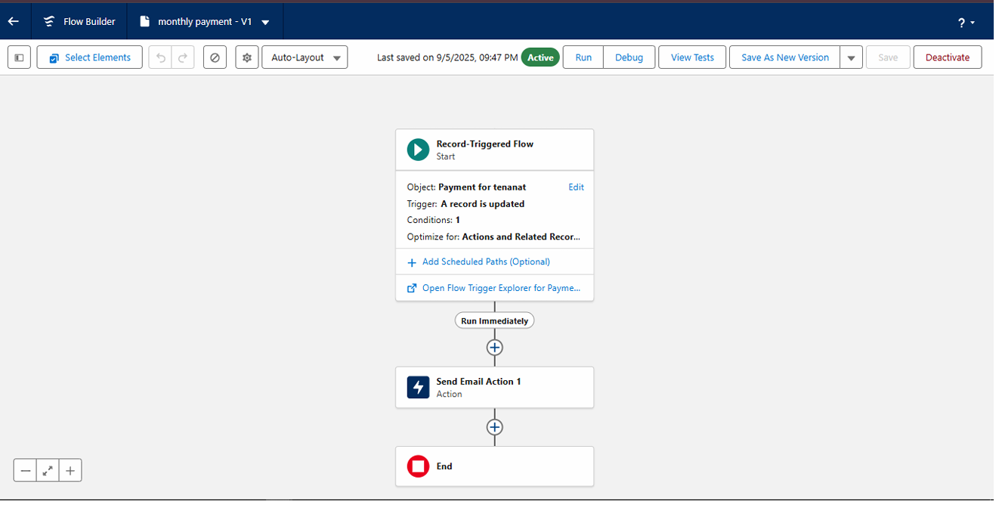 Flow Builder
monthly payment - V1
?
Select Elements
Auto-Layout
Last saved on 9/5/2025, 09:47 PM
Active
Run
Debug
View Tests
Save As New Version
Save
Deactivate
Record-Triggered Flow
Start
Object: Payment for tenanat
Edit
Trigger: A record is updated
Conditions: 1
Optimize for: Actions and Related Recor...
Add Scheduled Paths (Optional)
Open Flow Trigger Explorer for Payme...
Run Immediately
Send Email Action 1
Action
End